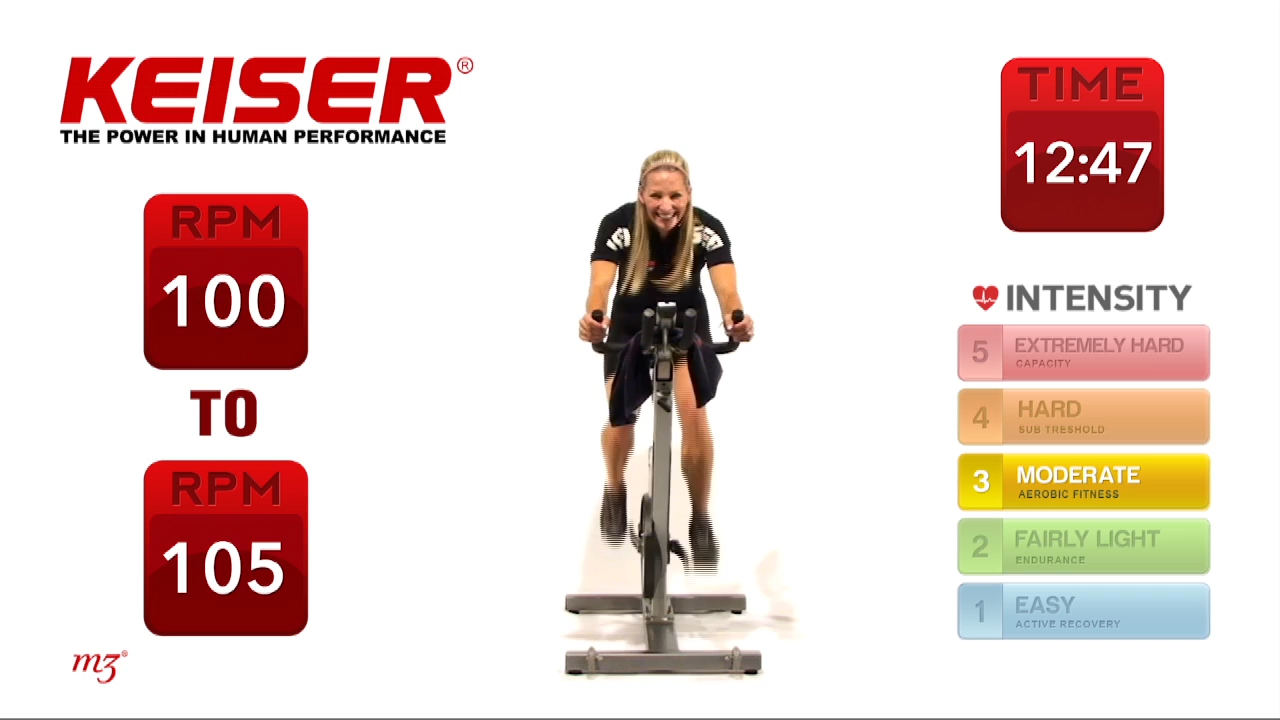 KEISER®
THE POWER IN HUMAN PERFORMANCE
RPM
100
TO
RPM
105
m3®
TIME
12:47
INTENSITY
5 EXTREMELY HARD
CAPACITY
4 HARD
SUB TRESHOLD
3 MODERATE
AEROBIC FITNESS
2 FAIRLY LIGHT
ENDURANCE
1 EASY
ACTIVE RECOVERY